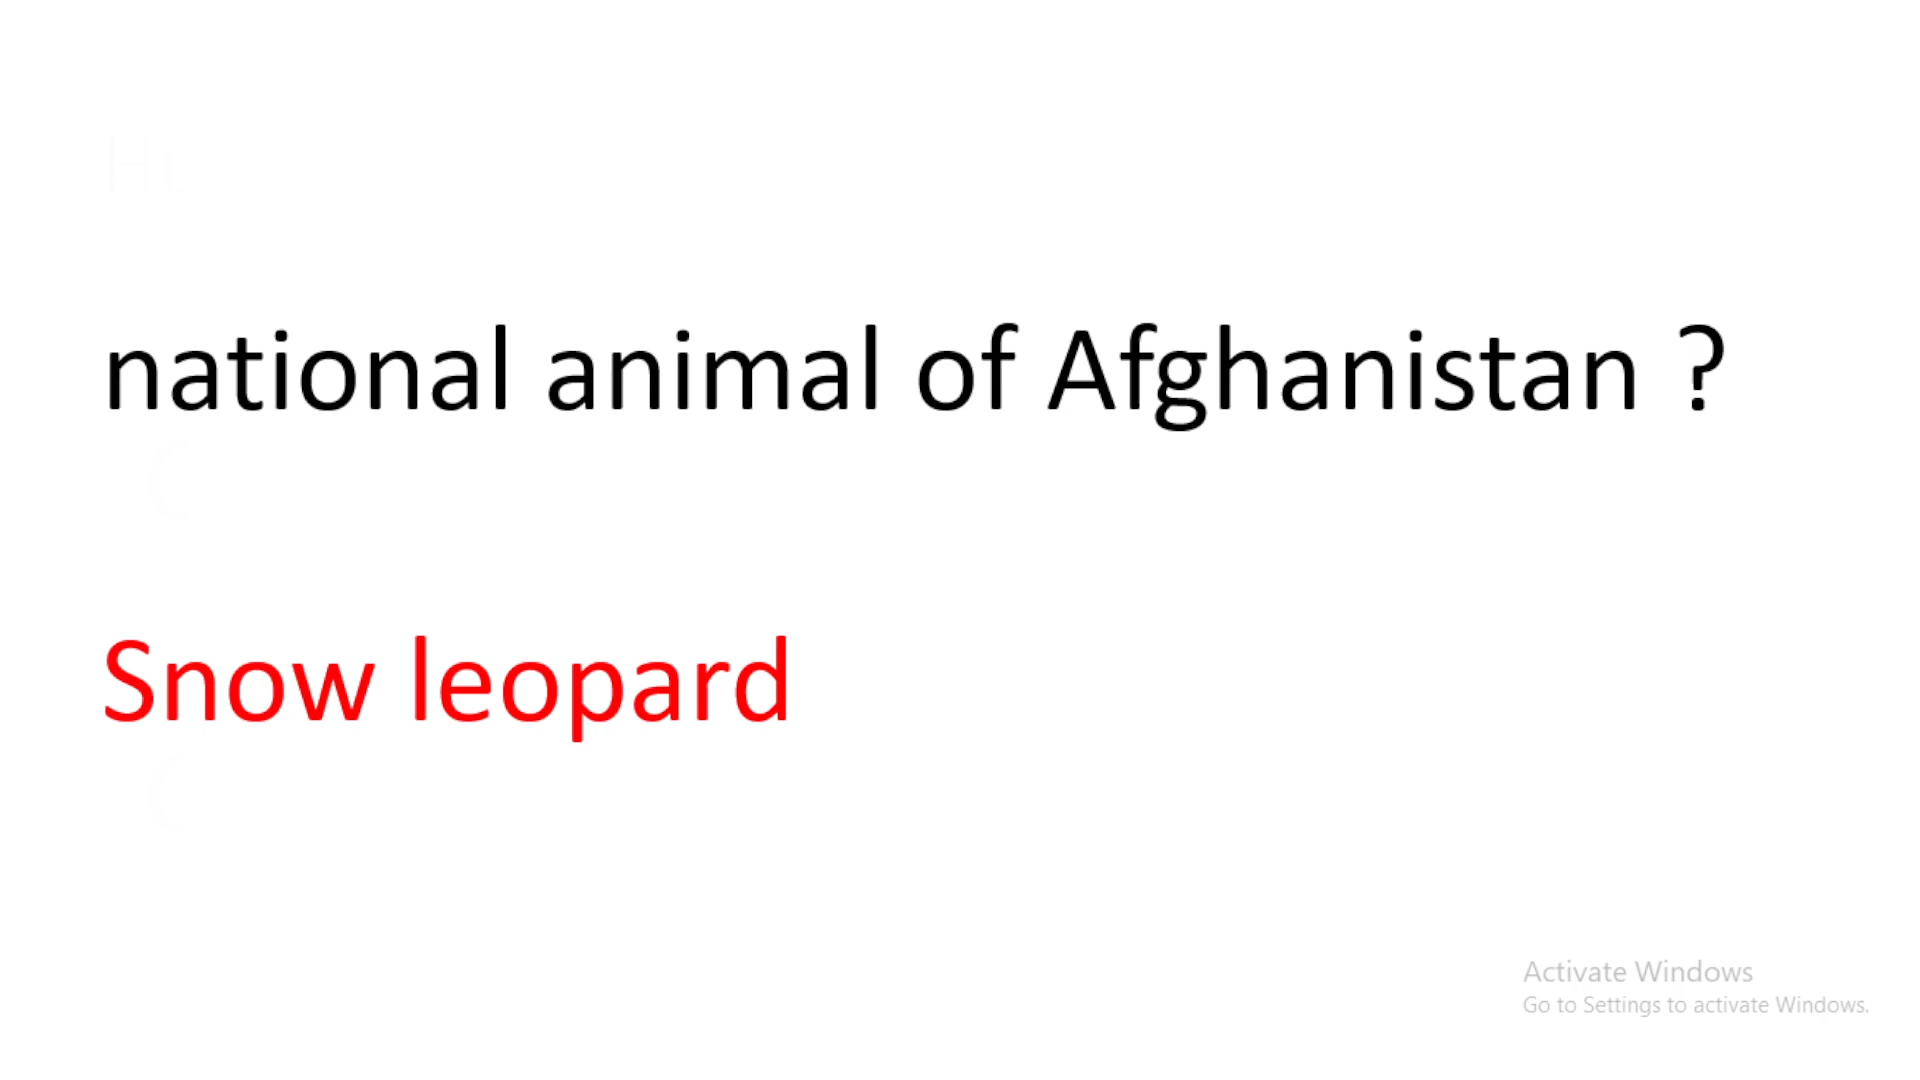 national animal of Afghanistan ?
Snow leopard
Activate Windows
Go to Settings to activate Windows.